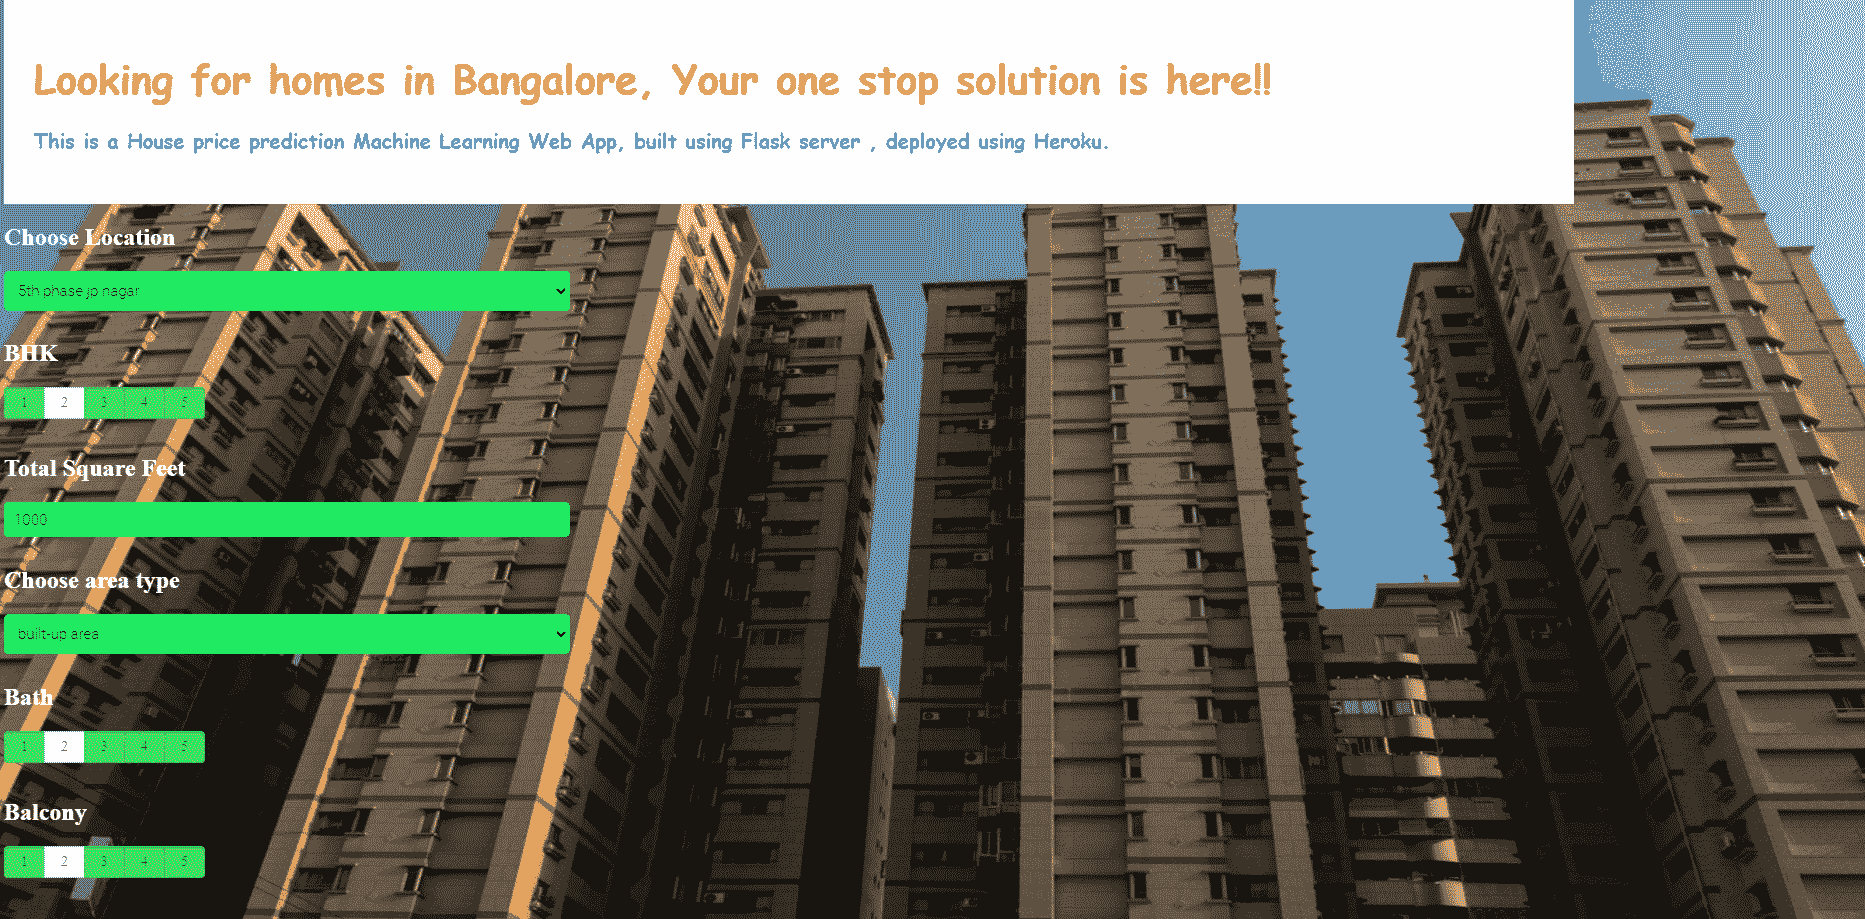 Looking for homes in Bangalore, Your one stop solution is here!!
This is a House price prediction Machine Learning Web App, built using Flask server , deployed using Heroku.
Choose Location
5th phase jp nagar
BHK
1 2 3 4 5
Total Square Feet
1000
Choose area type
built-up area
Bath
1 2 3 4 5
Balcony
1 2 3 4 5